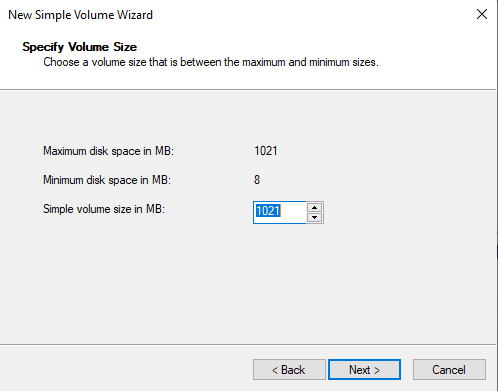 New Simple Volume Wizard
Specify Volume Size
Choose a volume size that is between the maximum and minimum sizes.
Maximum disk space in MB: 1021
Minimum disk space in MB: 8
Simple volume size in MB: 1021
< Back Next > Cancel